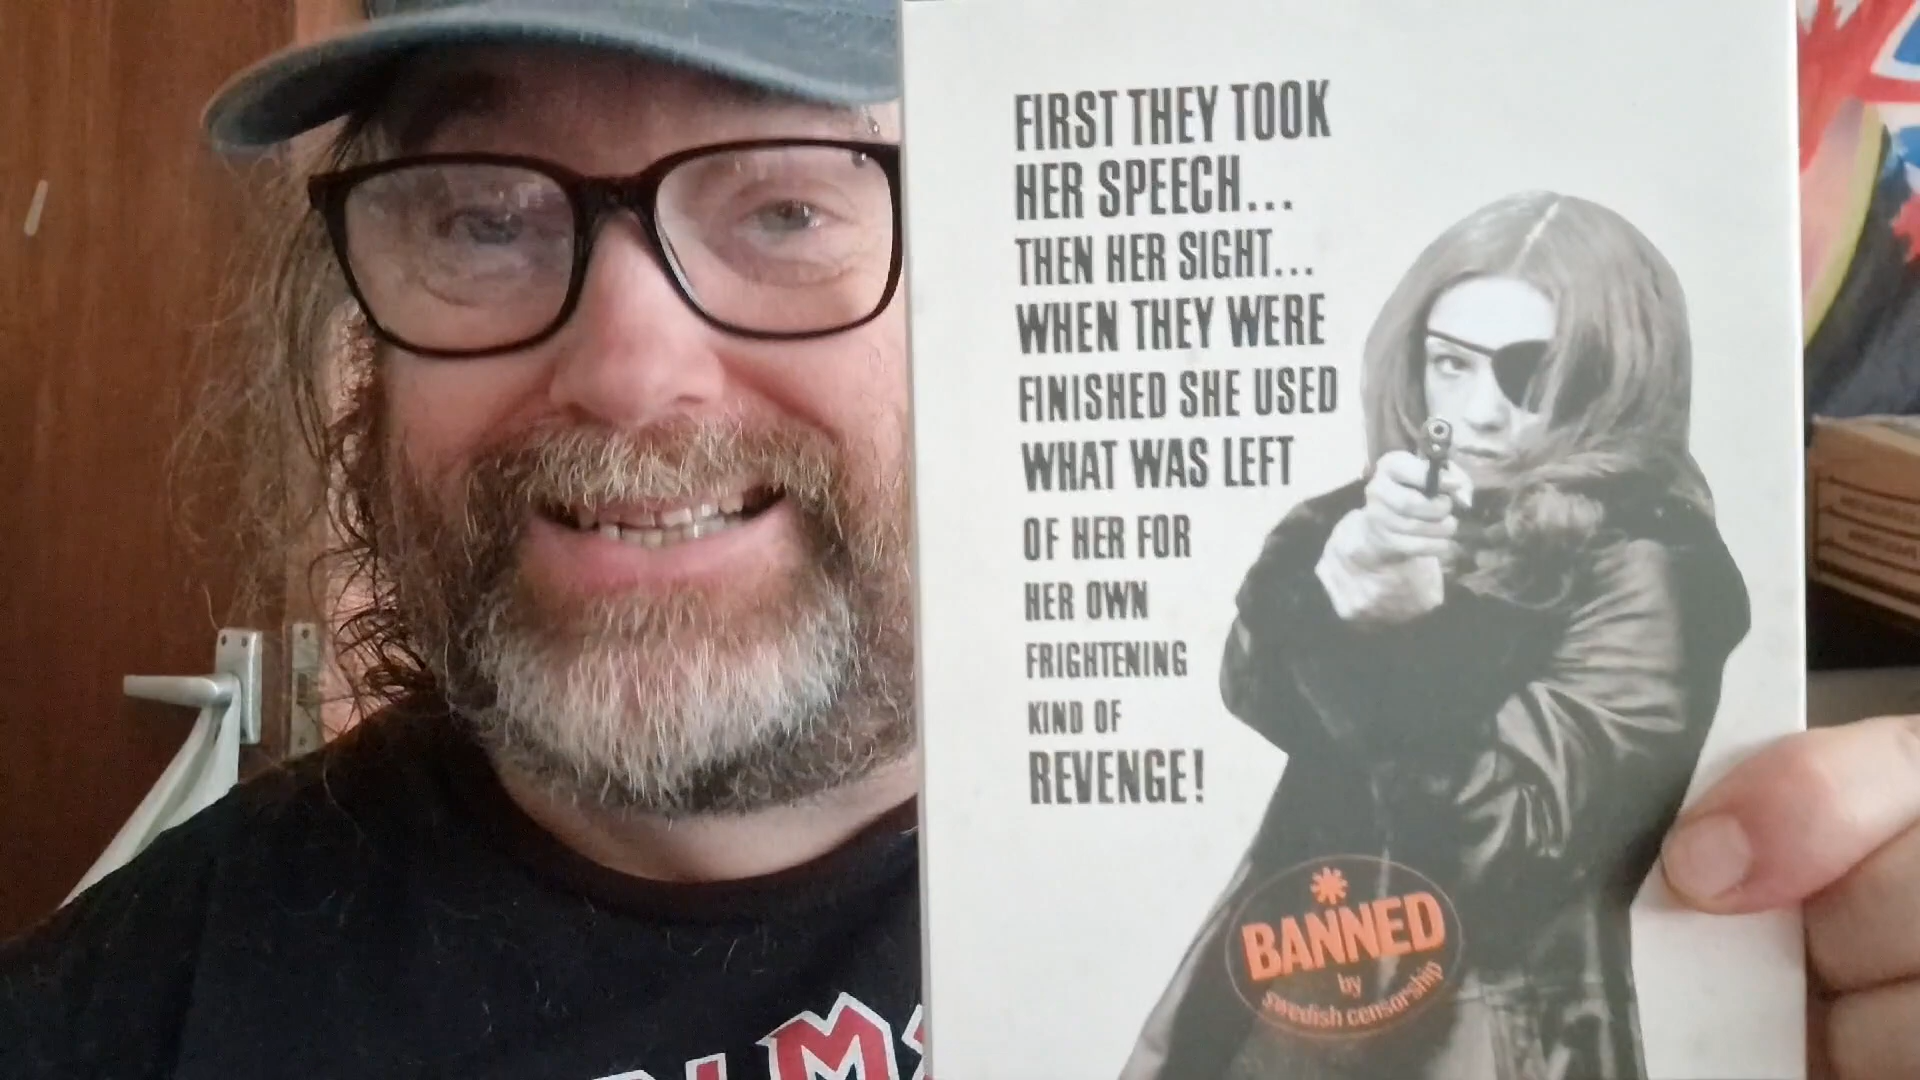 FIRST THEY TOOK
HER SPEECH...
THEN HER SIGHT...
WHEN THEY WERE
FINISHED SHE USED
WHAT WAS LEFT
OF HER FOR
HER OWN
FRIGHTENING
KIND OF
REVENGE!
BANNED
by
swedish censorship